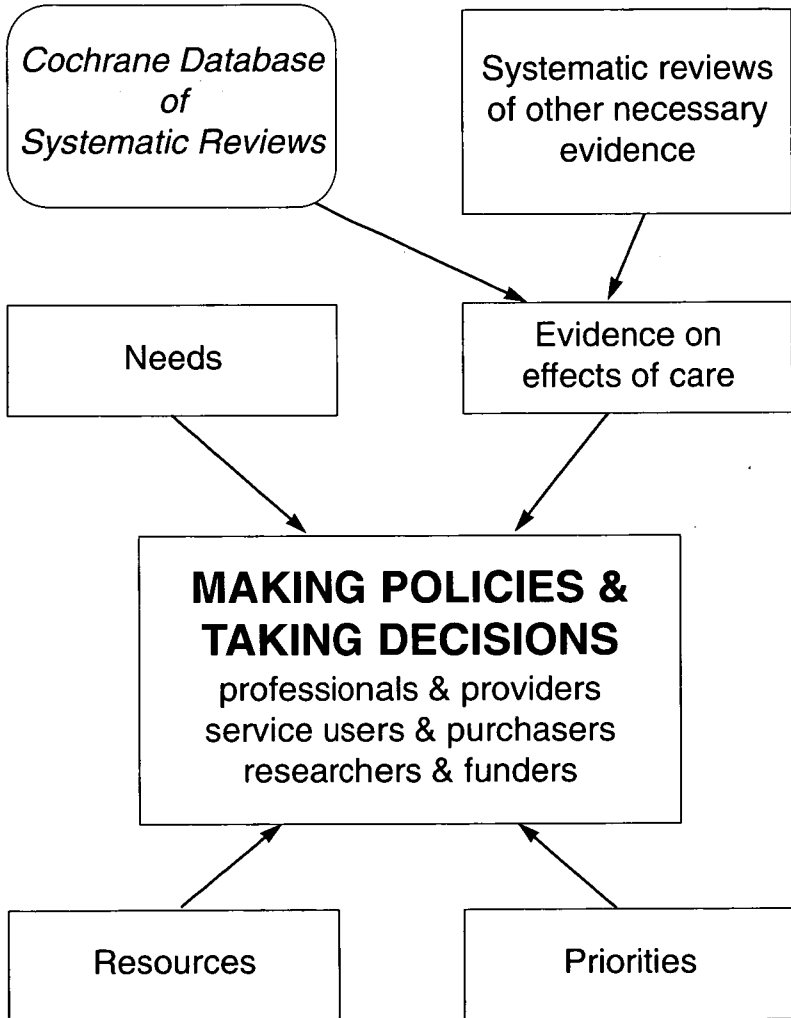 Cochrane Database
of
Systematic Reviews
Systematic reviews
of other necessary
evidence
Needs
Evidence on
effects of care
MAKING POLICIES &
TAKING DECISIONS
professionals & providers
service users & purchasers
researchers & funders
Resources
Priorities